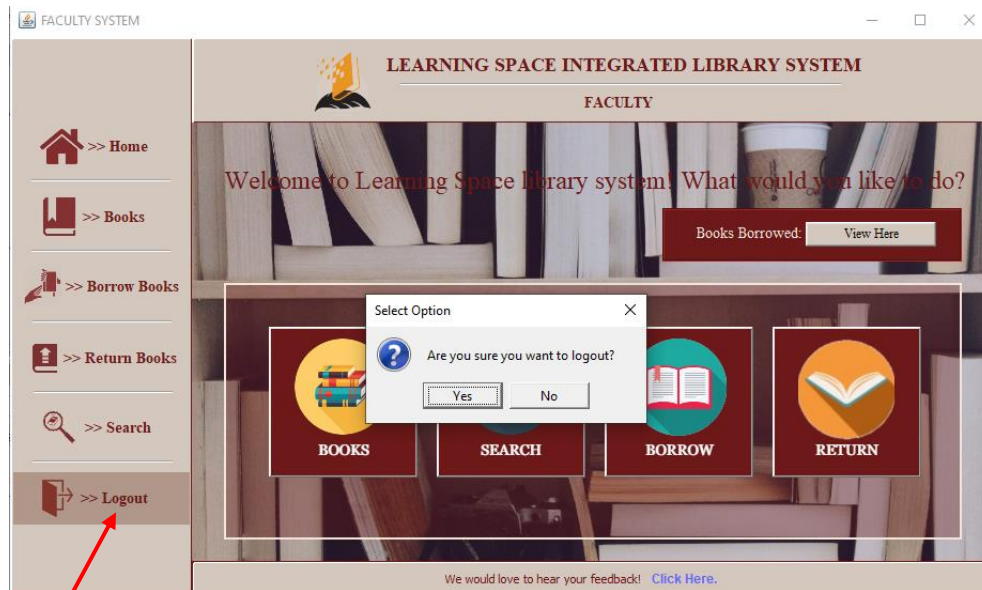 FACULTY SYSTEM
LEARNING SPACE INTEGRATED LIBRARY SYSTEM
FACULTY
>> Home
>> Books
>> Borrow Books
>> Return Books
>> Search
>> Logout
Welcome to Learning Space library system! What would you like to do?
Books Borrowed: View Here
Select Option
Are you sure you want to logout?
Yes No
BOOKS SEARCH BORROW RETURN
We would love to hear your feedback! Click Here.